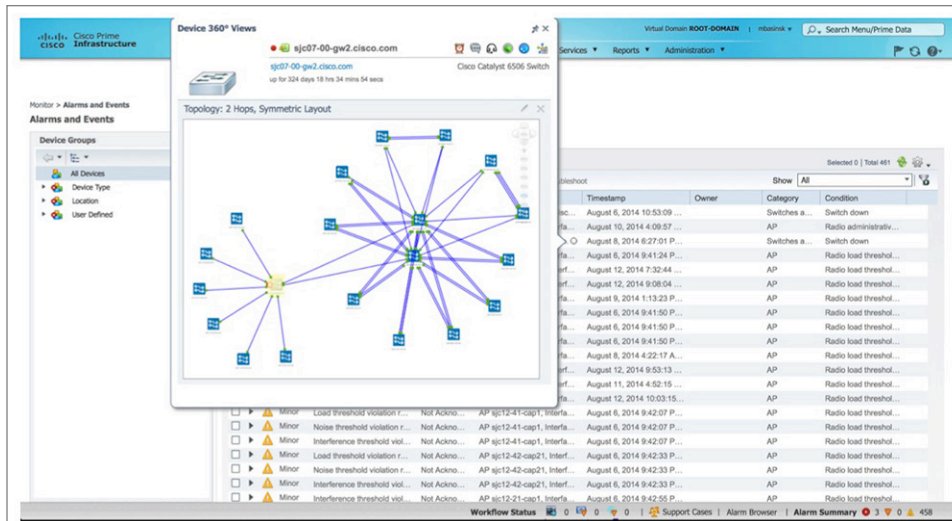 Cisco Prime
CISCO Infrastructure
Virtual Domain ROOT-DOMAIN | mbasinsk
Search Menu/Prime Data
Services Reports Administration
Device 360° Views
sjc07-00-gw2.cisco.com
sjc07-00-gw2.cisco.com
Cisco Catalyst 6506 Switch
up for 324 days 18 hrs 34 mins 54 secs
Topology: 2 Hops, Symmetric Layout
Monitor > Alarms and Events
Alarms and Events
Device Groups
All Devices
Device Type
Location
User Defined
Selected 0 | Total 461
Show All
Timestamp Owner Category Condition
August 6, 2014 10:53:09 ... Switches a... Switch down
August 10, 2014 4:09:57 ... AP Radio administrativ...
August 8, 2014 6:27:01 P... Switches a... Switch down
August 6, 2014 9:41:24 P... AP Radio load threshol...
August 12, 2014 7:32:44 ... AP Radio load threshol...
August 12, 2014 9:08:04 ... AP Radio load threshol...
August 9, 2014 1:13:23 P... AP Radio load threshol...
August 6, 2014 9:41:50 P... AP Radio load threshol...
August 6, 2014 9:41:50 P... AP Radio load threshol...
August 6, 2014 9:41:50 P... AP Radio load threshol...
August 8, 2014 4:22:17 A... AP Radio load threshol...
August 12, 2014 9:53:13 ... AP Radio load threshol...
August 11, 2014 4:52:15 ... AP Radio load threshol...
August 12, 2014 10:03:15... AP Radio load threshol...
Minor Load threshold violation r... Not Ackno... AP sjc12-41-cap1, Interfa... August 6, 2014 9:42:07 P... AP Radio load threshol...
Minor Noise threshold violation r... Not Ackno... AP sjc12-41-cap1, Interfa... August 6, 2014 9:42:07 P... AP Radio load threshol...
Minor Interference threshold viol... Not Ackno... AP sjc12-41-cap1, Interfa... August 6, 2014 9:42:07 P... AP Radio load threshol...
Minor Load threshold violation r... Not Ackno... AP sjc12-42-cap21, Interf... August 6, 2014 9:42:33 P... AP Radio load threshol...
Minor Noise threshold violation r... Not Ackno... AP sjc12-42-cap21, Interf... August 6, 2014 9:42:33 P... AP Radio load threshol...
Minor Interference threshold viol... Not Ackno... AP sjc12-42-cap21, Interf... August 6, 2014 9:42:33 P... AP Radio load threshol...
Minor Load threshold violation r... Not Ackno... AP sjc12-21-cap1, Interfa... August 6, 2014 9:42:55 P... AP Radio load threshol...
Workflow Status 0 0 0 | Support Cases | Alarm Browser | Alarm Summary 3 0 458